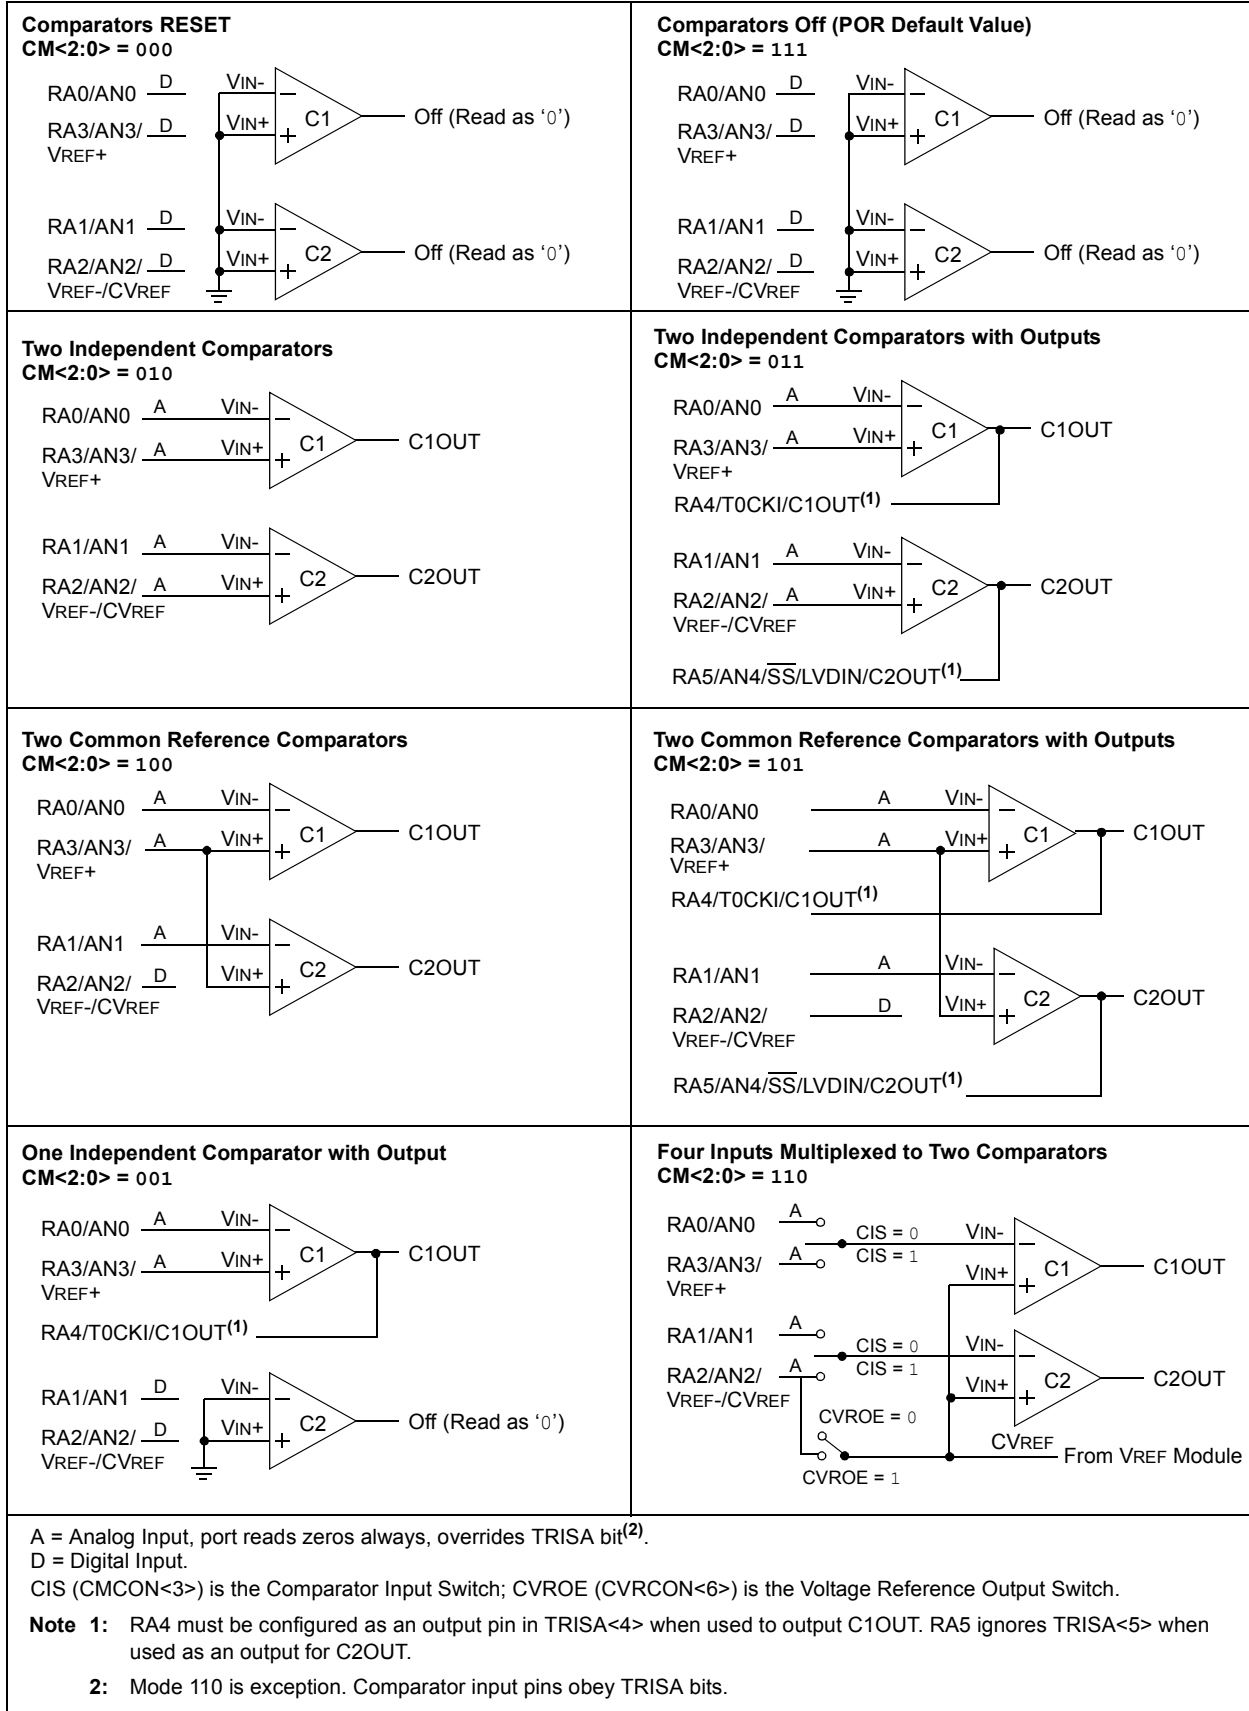 Comparators RESET
CM<2:0> = 000
RA0/AN0 D VIN- −
RA3/AN3/ D VIN+ + C1 Off (Read as ‘0’)
VREF+
RA1/AN1 D VIN- −
RA2/AN2/ D VIN+ + C2 Off (Read as ‘0’)
VREF-/CVREF
Comparators Off (POR Default Value)
CM<2:0> = 111
RA0/AN0 D VIN- −
RA3/AN3/ D VIN+ + C1 Off (Read as ‘0’)
VREF+
RA1/AN1 D VIN- −
RA2/AN2/ D VIN+ + C2 Off (Read as ‘0’)
VREF-/CVREF
Two Independent Comparators
CM<2:0> = 010
RA0/AN0 A VIN- −
RA3/AN3/ A VIN+ + C1 C1OUT
VREF+
RA1/AN1 A VIN- −
RA2/AN2/ A VIN+ + C2 C2OUT
VREF-/CVREF
Two Independent Comparators with Outputs
CM<2:0> = 011
RA0/AN0 A VIN- −
RA3/AN3/ A VIN+ + C1 C1OUT
VREF+
RA4/T0CKI/C1OUT(1)
RA1/AN1 A VIN- −
RA2/AN2/ A VIN+ + C2 C2OUT
VREF-/CVREF
RA5/AN4/S̅S̅/LVDIN/C2OUT(1)
Two Common Reference Comparators
CM<2:0> = 100
RA0/AN0 A VIN- −
RA3/AN3/ A VIN+ + C1 C1OUT
VREF+
RA1/AN1 A VIN- −
RA2/AN2/ D VIN+ + C2 C2OUT
VREF-/CVREF
Two Common Reference Comparators with Outputs
CM<2:0> = 101
RA0/AN0 A VIN- −
RA3/AN3/ A VIN+ + C1 C1OUT
VREF+
RA4/T0CKI/C1OUT(1)
RA1/AN1 A VIN- −
RA2/AN2/ D VIN+ + C2 C2OUT
VREF-/CVREF
RA5/AN4/S̅S̅/LVDIN/C2OUT(1)
One Independent Comparator with Output
CM<2:0> = 001
RA0/AN0 A VIN- −
RA3/AN3/ A VIN+ + C1 C1OUT
VREF+
RA4/T0CKI/C1OUT(1)
RA1/AN1 D VIN- −
RA2/AN2/ D VIN+ + C2 Off (Read as ‘0’)
VREF-/CVREF
Four Inputs Multiplexed to Two Comparators
CM<2:0> = 110
RA0/AN0 A CIS = 0 VIN- −
RA3/AN3/ A CIS = 1 VIN+ + C1 C1OUT
VREF+
RA1/AN1 A CIS = 0 VIN- −
RA2/AN2/ A CIS = 1 VIN+ + C2 C2OUT
VREF-/CVREF
CVROE = 0
CVREF
From VREF Module
CVROE = 1
A = Analog Input, port reads zeros always, overrides TRISA bit(2).
D = Digital Input.
CIS (CMCON<3>) is the Comparator Input Switch; CVROE (CVRCON<6>) is the Voltage Reference Output Switch.
Note 1: RA4 must be configured as an output pin in TRISA<4> when used to output C1OUT. RA5 ignores TRISA<5> when
used as an output for C2OUT.
2: Mode 110 is exception. Comparator input pins obey TRISA bits.